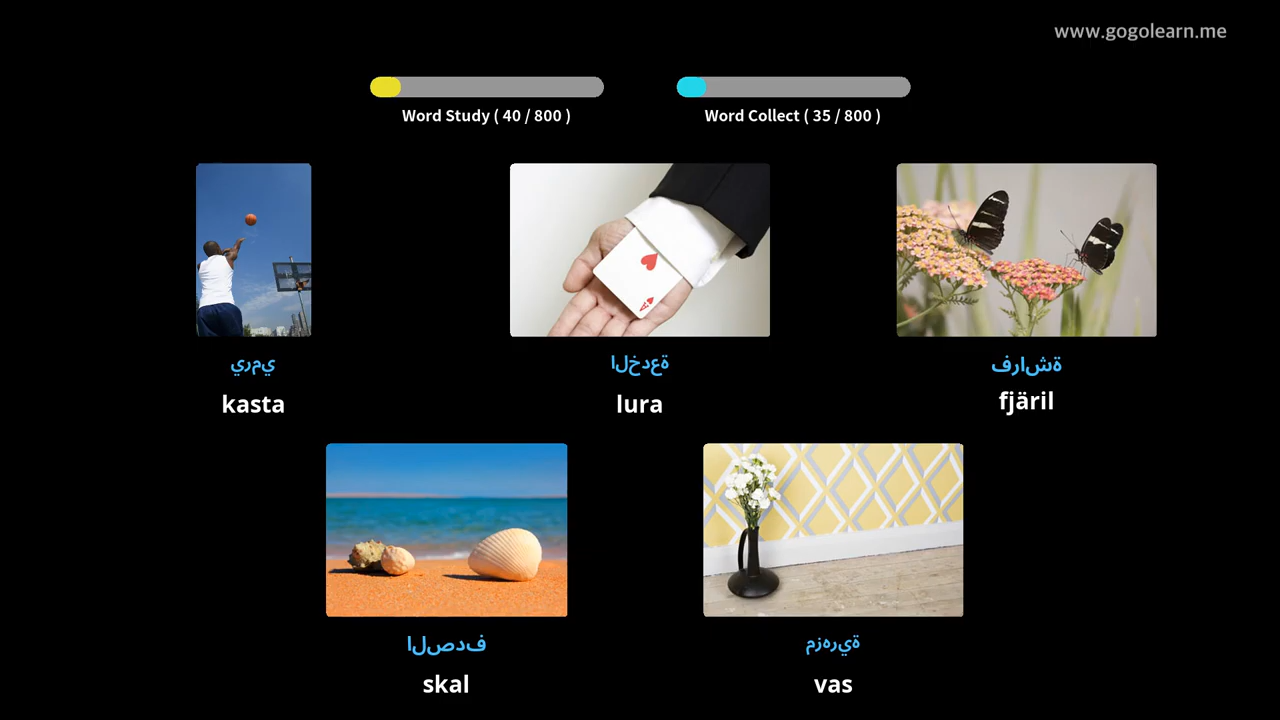 www.gogolearn.me
Word Study ( 40 / 800 )
Word Collect ( 35 / 800 )
يرمي
kasta
الخدعة
lura
فراشة
fjäril
الصدف
skal
مزهرية
vas